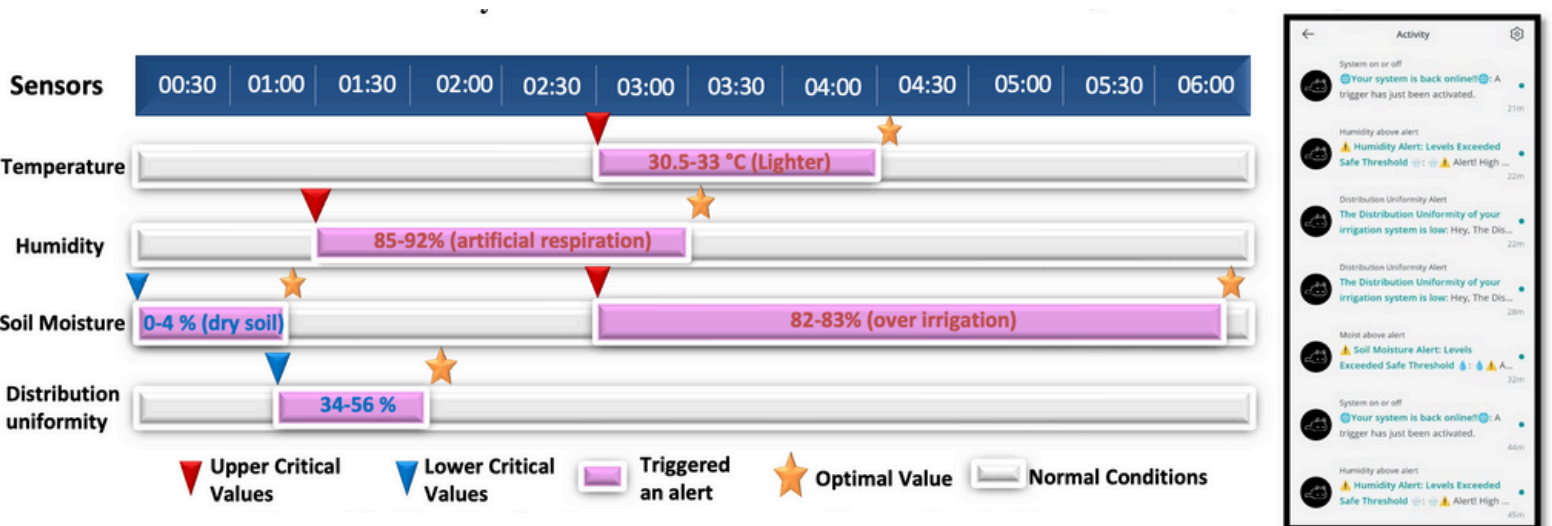 Sensors
00:30 01:00 01:30 02:00 02:30 03:00 03:30 04:00 04:30 05:00 05:30 06:00
Temperature
30.5-33 °C (Lighter)
Humidity
85-92% (artificial respiration)
Soil Moisture
0-4 % (dry soil)
82-83% (over irrigation)
Distribution
uniformity
34-56 %
Upper Critical
Values
Lower Critical
Values
Triggered
an alert
Optimal Value
Normal Conditions
Activity
System on or off
🌐Your system is back online!!🌐: A
trigger has just been activated.
21m
Humidity above alert
⚠️ Humidity Alert: Levels Exceeded
Safe Threshold 🌧️: 🌧️⚠️ Alert! High ...
22m
Distribution Uniformity Alert
The Distribution Uniformity of your
irrigation system is low: Hey, The Dis...
22m
Distribution Uniformity Alert
The Distribution Uniformity of your
irrigation system is low: Hey, The Dis...
28m
Moist above alert
⚠️ Soil Moisture Alert: Levels
Exceeded Safe Threshold 💧: 💧⚠️ A...
32m
System on or off
🌐Your system is back online!!🌐: A
trigger has just been activated.
44m
Humidity above alert
⚠️ Humidity Alert: Levels Exceeded
Safe Threshold 🌧️: 🌧️⚠️ Alert! High ...
45m